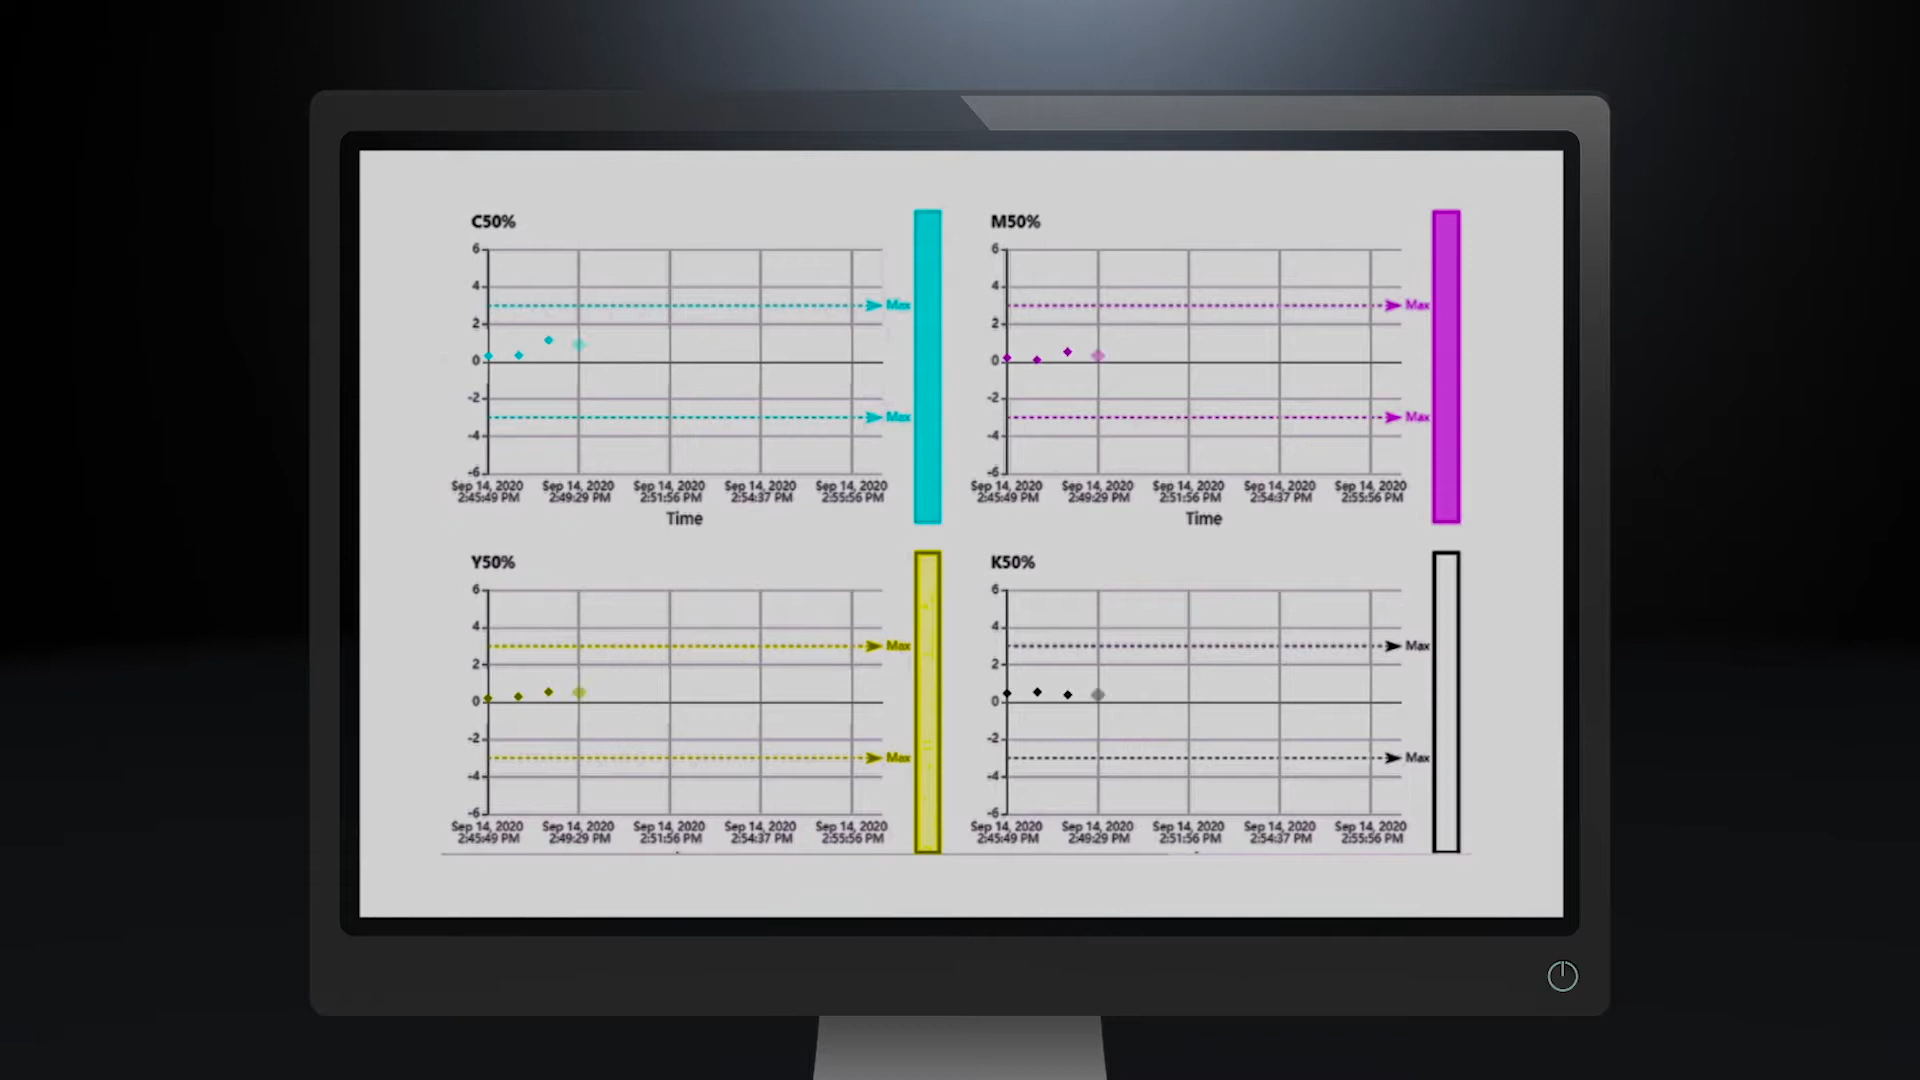 C50%
6
4
Max
2
0
-2
Max
-4
-6
Sep 14, 2020 Sep 14, 2020 Sep 14, 2020 Sep 14, 2020 Sep 14, 2020
2:45:49 PM 2:49:29 PM 2:51:56 PM 2:54:37 PM 2:55:56 PM
Time
M50%
6
4
Max
2
0
-2
Max
-4
-6
Sep 14, 2020 Sep 14, 2020 Sep 14, 2020 Sep 14, 2020 Sep 14, 2020
2:45:49 PM 2:49:29 PM 2:51:56 PM 2:54:37 PM 2:55:56 PM
Time
Y50%
6
4
Max
2
0
-2
Max
-4
-6
Sep 14, 2020 Sep 14, 2020 Sep 14, 2020 Sep 14, 2020 Sep 14, 2020
2:45:49 PM 2:49:29 PM 2:51:56 PM 2:54:37 PM 2:55:56 PM
K50%
6
4
Max
2
0
-2
Max
-4
-6
Sep 14, 2020 Sep 14, 2020 Sep 14, 2020 Sep 14, 2020 Sep 14, 2020
2:45:49 PM 2:49:29 PM 2:51:56 PM 2:54:37 PM 2:55:56 PM